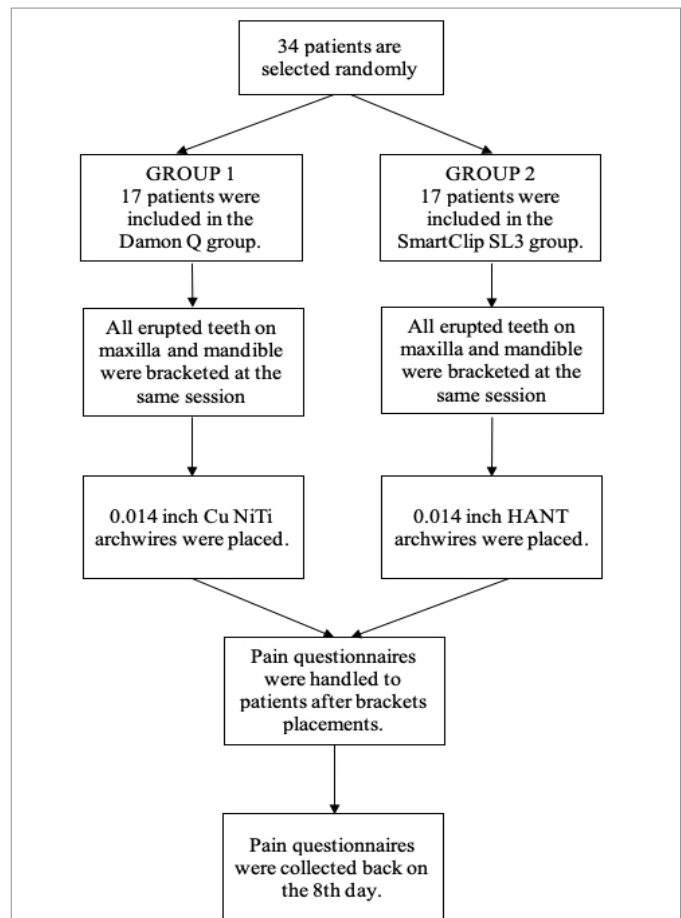 34 patients are
selected randomly
GROUP 1
17 patients were
included in the
Damon Q group.
GROUP 2
17 patients were
included in the
SmartClip SL3 group.
All erupted teeth on
maxilla and mandible
were bracketed at the
same session
All erupted teeth on
maxilla and mandible
were bracketed at the
same session
0.014 inch Cu NiTi
archwires were placed.
0.014 inch HANT
archwires were placed.
Pain questionnaires
were handled to
patients after brackets
placements.
Pain questionnaires
were collected back on
the 8th day.